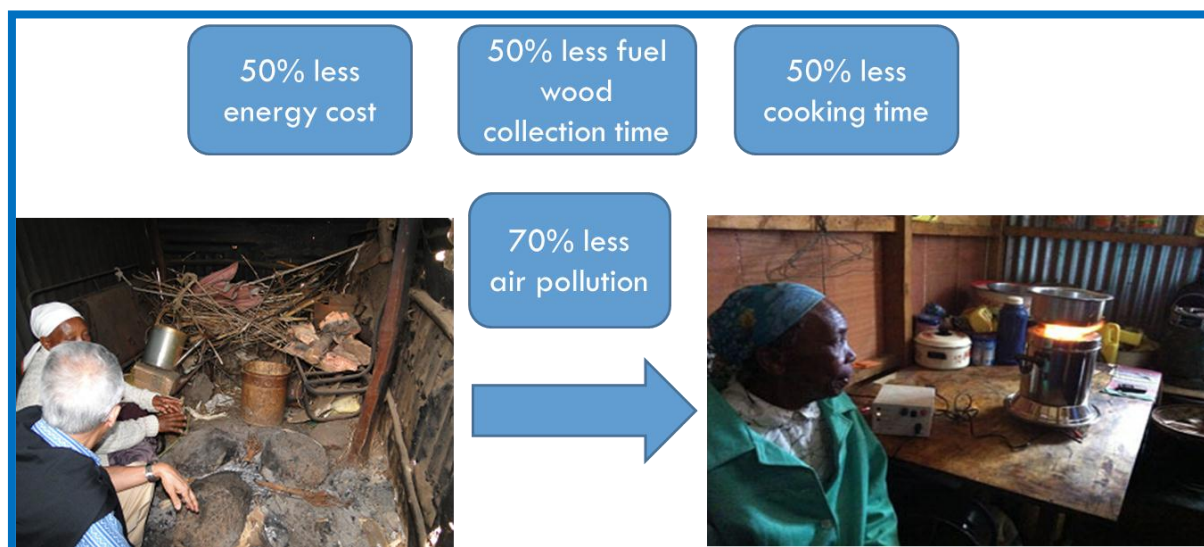 50% less
energy cost
50% less fuel
wood
collection time
50% less
cooking time
70% less
air pollution